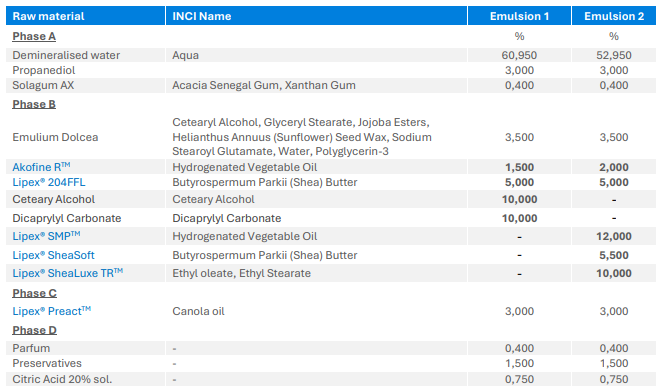 Raw material INCI Name Emulsion 1 Emulsion 2
Phase A % %
Demineralised water Aqua 60,950 52,950
Propanediol 3,000 3,000
Solagum AX Acacia Senegal Gum, Xanthan Gum 0,400 0,400
Phase B
Cetearyl Alcohol, Glyceryl Stearate, Jojoba Esters,
Emulium Dolcea Helianthus Annuus (Sunflower) Seed Wax, Sodium 3,500 3,500
Stearoyl Glutamate, Water, Polyglycerin-3
Akofine R™ Hydrogenated Vegetable Oil 1,500 2,000
Lipex® 204FFL Butyrospermum Parkii (Shea) Butter 5,000 5,000
Ceteary Alcohol Ceteary Alcohol 10,000 -
Dicaprylyl Carbonate Dicaprylyl Carbonate 10,000 -
Lipex® SMP™ Hydrogenated Vegetable Oil - 12,000
Lipex® SheaSoft Butyrospermum Parkii (Shea) Butter - 5,500
Lipex® SheaLuxe TR™ Ethyl oleate, Ethyl Stearate - 10,000
Phase C
Lipex® Preact™ Canola oil 3,000 3,000
Phase D
Parfum - 0,400 0,400
Preservatives - 1,500 1,500
Citric Acid 20% sol. - 0,750 0,750